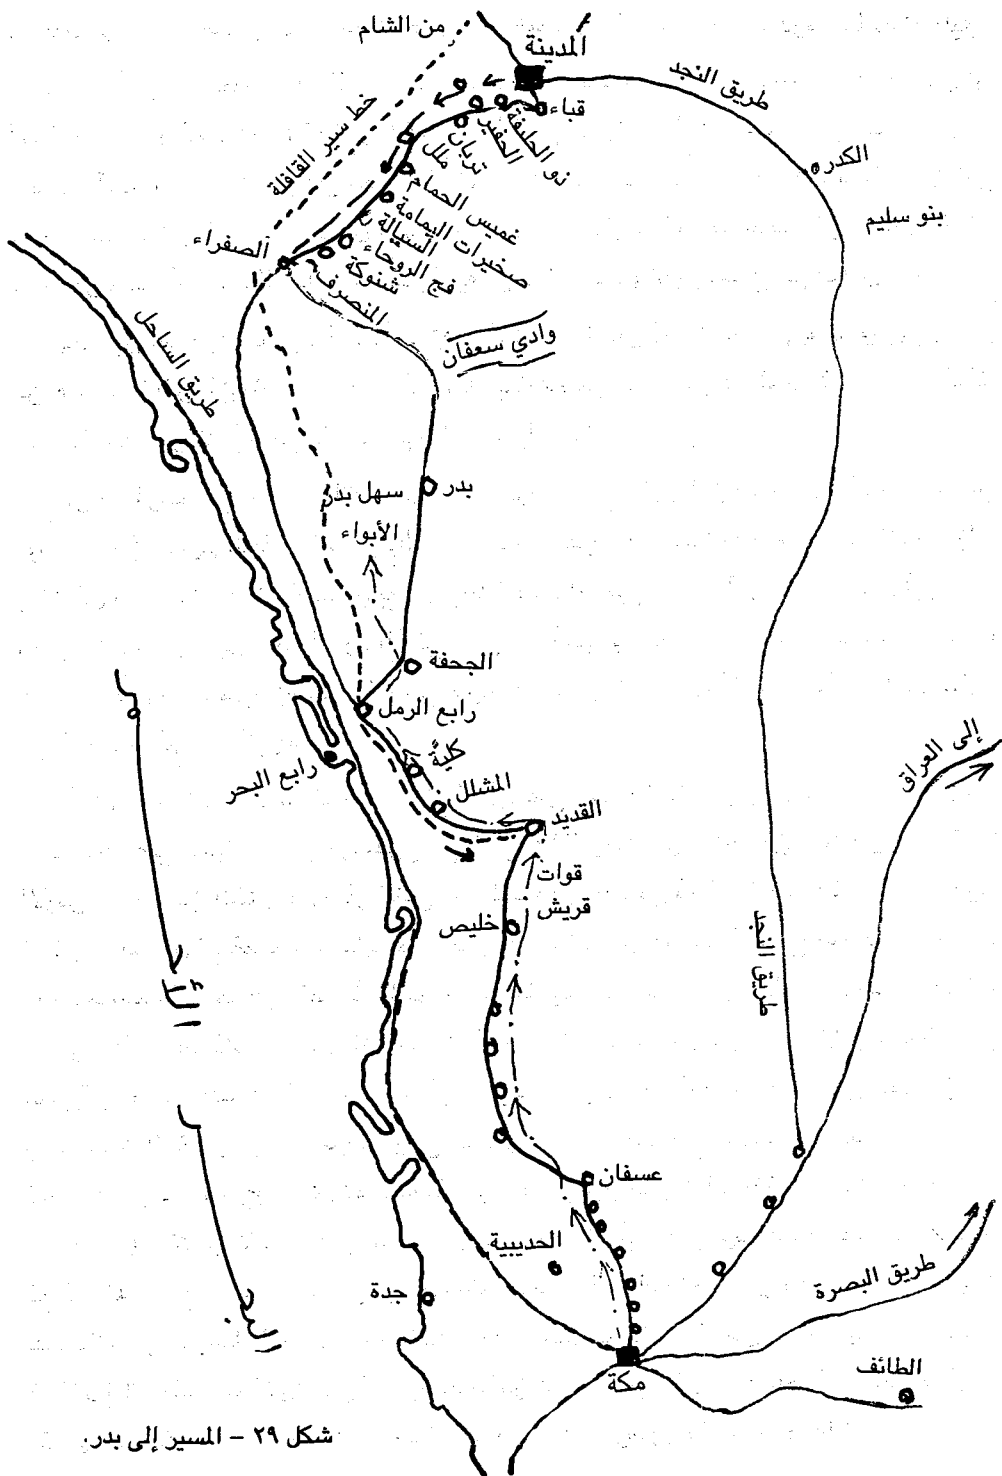 من الشام
المدينة
طريق النجد
خط سير القافلة
قباء
ذو الحليفة
الحفير
تربان
ملل
غميس الحمام
صخيرات اليمامة
السيالة
فج الروحاء
شنوكة
المنصرف
الكدر
بنو سليم
الصفراء
وادي سعفان
طريق الساحل
بدر
سهل بدر
الأبواء
الجحفة
رابع الرمل
كليَّة
رابع البحر
المشلل
القديد
إلى العراق
قوات
قريش
خليص
طريق النجد
البحر الأحمر
عسفان
الحديبية
جدة
طريق البصرة
مكة
الطائف
شكل ٢٩ – المسير إلى بدر.